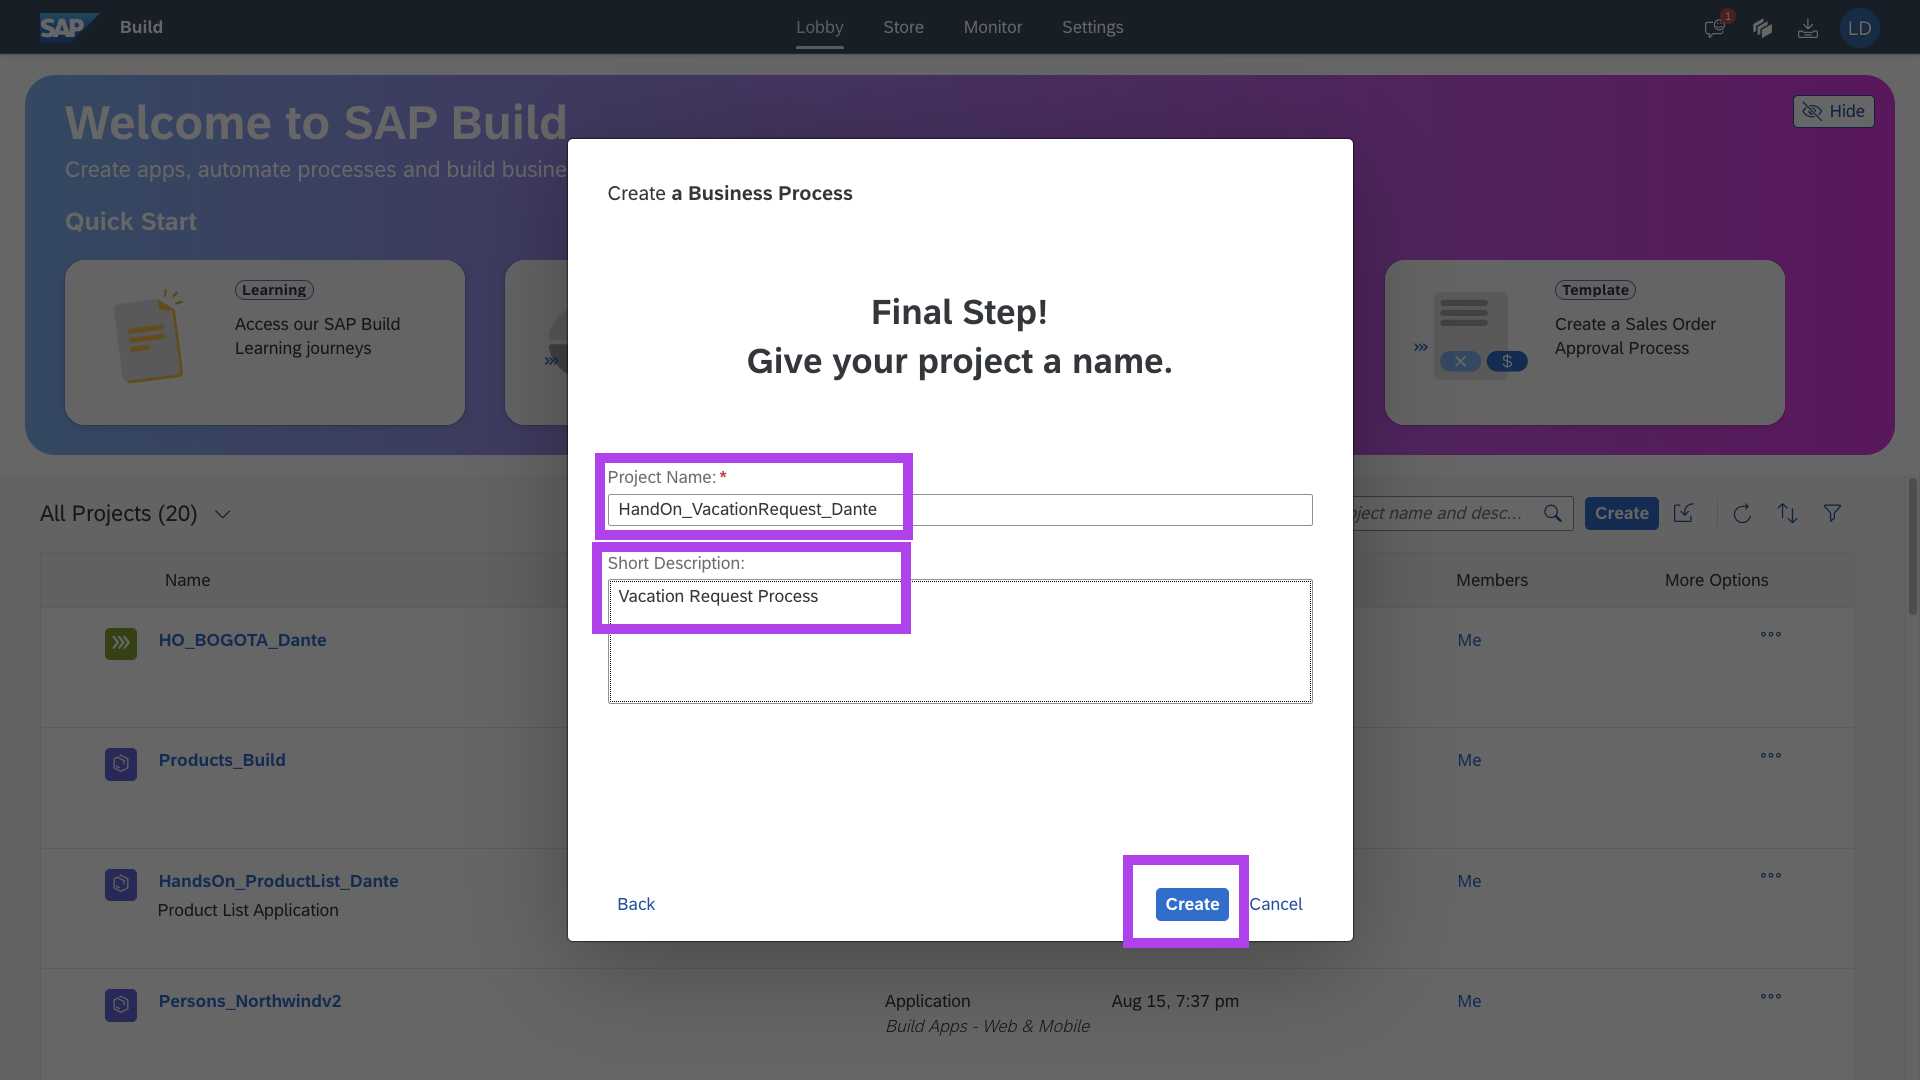 SAP Build
Lobby Store Monitor Settings
1
LD
Welcome to SAP Build
Create apps, automate processes and build busine
Hide
Quick Start
Learning
Access our SAP Build
Learning journeys
Template
Create a Sales Order
Approval Process
$
Create a Business Process
Final Step!
Give your project a name.
Project Name: *
HandOn_VacationRequest_Dante
Short Description:
Vacation Request Process
Back
Create
Cancel
All Projects (20)
oject name and desc...
Create
Name
Members
More Options
HO_BOGOTA_Dante
Me
Products_Build
Me
HandsOn_ProductList_Dante
Product List Application
Me
Persons_Northwindv2
Application
Build Apps - Web & Mobile
Aug 15, 7:37 pm
Me